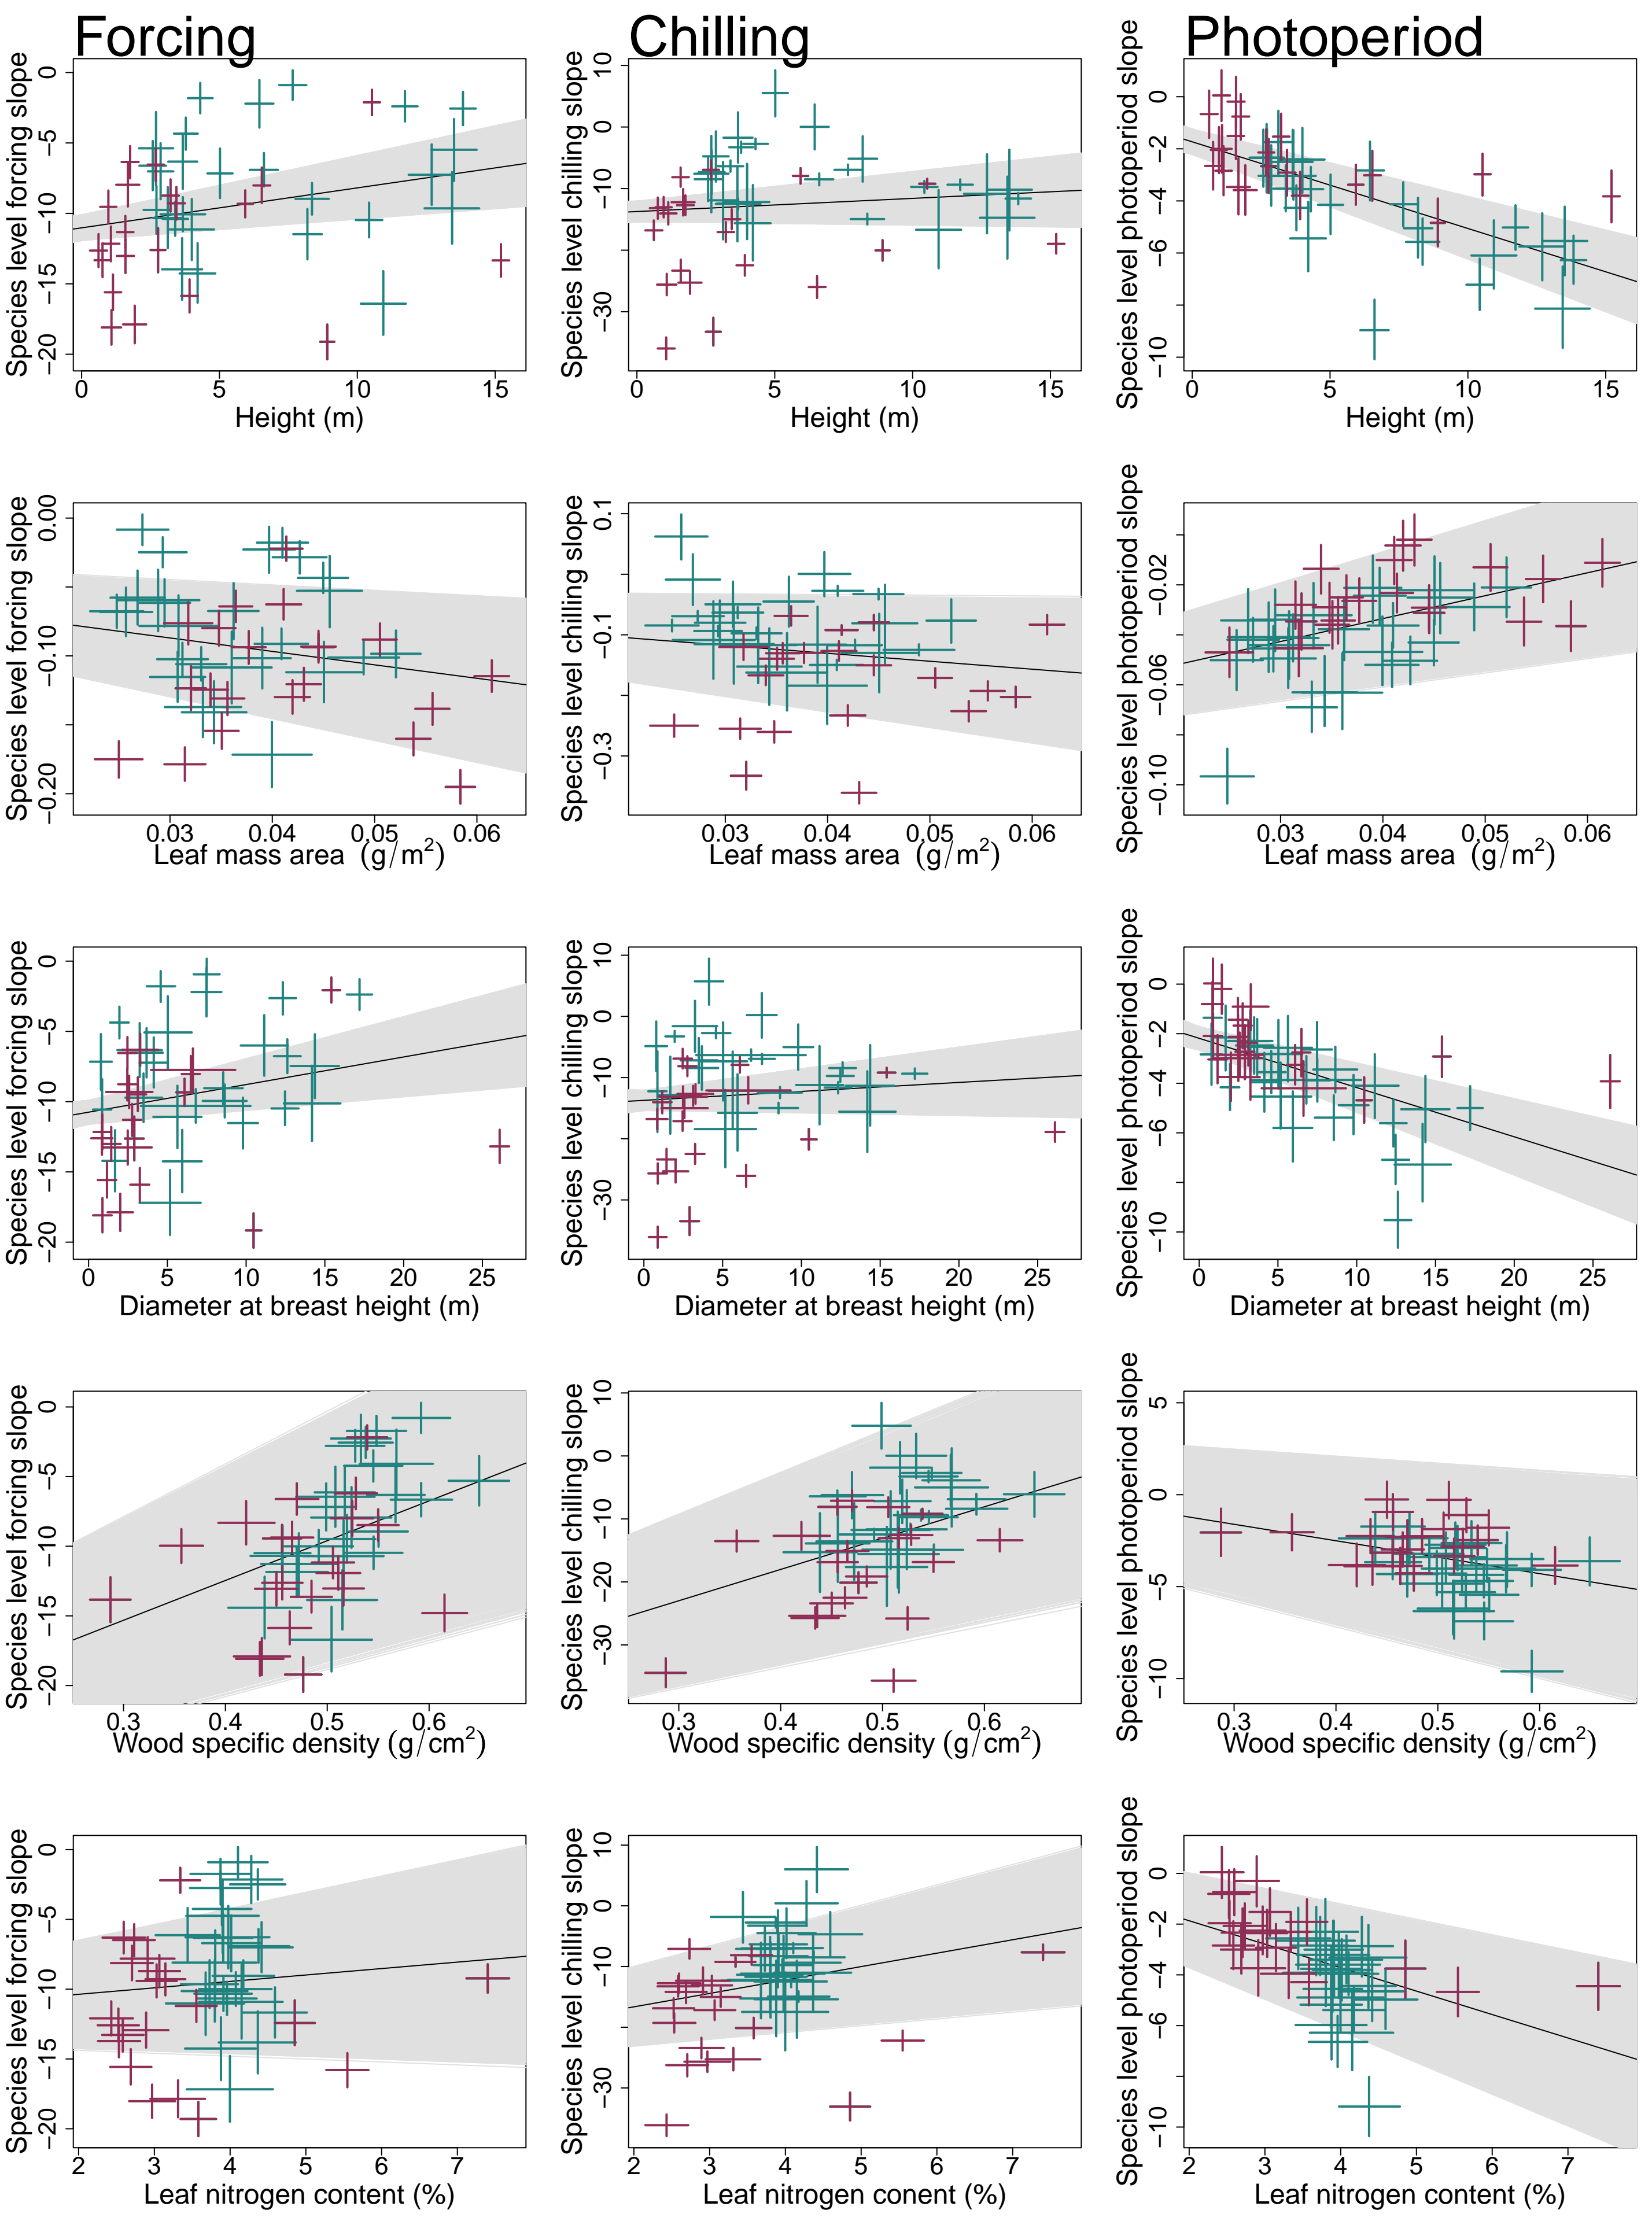 Forcing Chilling Photoperiod
Species level forcing slope
0 −5 −10 −15 −20
0 5 10 15
Height (m)
Species level chilling slope
10 0 −10 −30
0 5 10 15
Height (m)
Species level photoperiod slope
0 −2 −4 −6 −10
0 5 10 15
Height (m)
Species level forcing slope
0.00 −0.10 −0.20
0.03 0.04 0.05 0.06
Leaf mass area (g/m²)
Species level chilling slope
0.1 −0.1 −0.3
0.03 0.04 0.05 0.06
Leaf mass area (g/m²)
Species level photoperiod slope
−0.02 −0.06 −0.10
0.03 0.04 0.05 0.06
Leaf mass area (g/m²)
Species level forcing slope
0 −5 −10 −15 −20
0 5 10 15 20 25
Diameter at breast height (m)
Species level chilling slope
10 0 −10 −30
0 5 10 15 20 25
Diameter at breast height (m)
Species level photoperiod slope
0 −2 −4 −6 −10
0 5 10 15 20 25
Diameter at breast height (m)
Species level forcing slope
0 −5 −10 −15 −20
0.3 0.4 0.5 0.6
Wood specific density (g/cm²)
Species level chilling slope
10 0 −10 −20 −30
0.3 0.4 0.5 0.6
Wood specific density (g/cm²)
Species level photoperiod slope
5 0 −5 −10
0.3 0.4 0.5 0.6
Wood specific density (g/cm²)
Species level forcing slope
0 −5 −10 −15 −20
2 3 4 5 6 7
Leaf nitrogen content (%)
Species level chilling slope
10 0 −10 −30
2 3 4 5 6 7
Leaf nitrogen conent (%)
Species level photoperiod slope
0 −2 −4 −6 −10
2 3 4 5 6 7
Leaf nitrogen content (%)